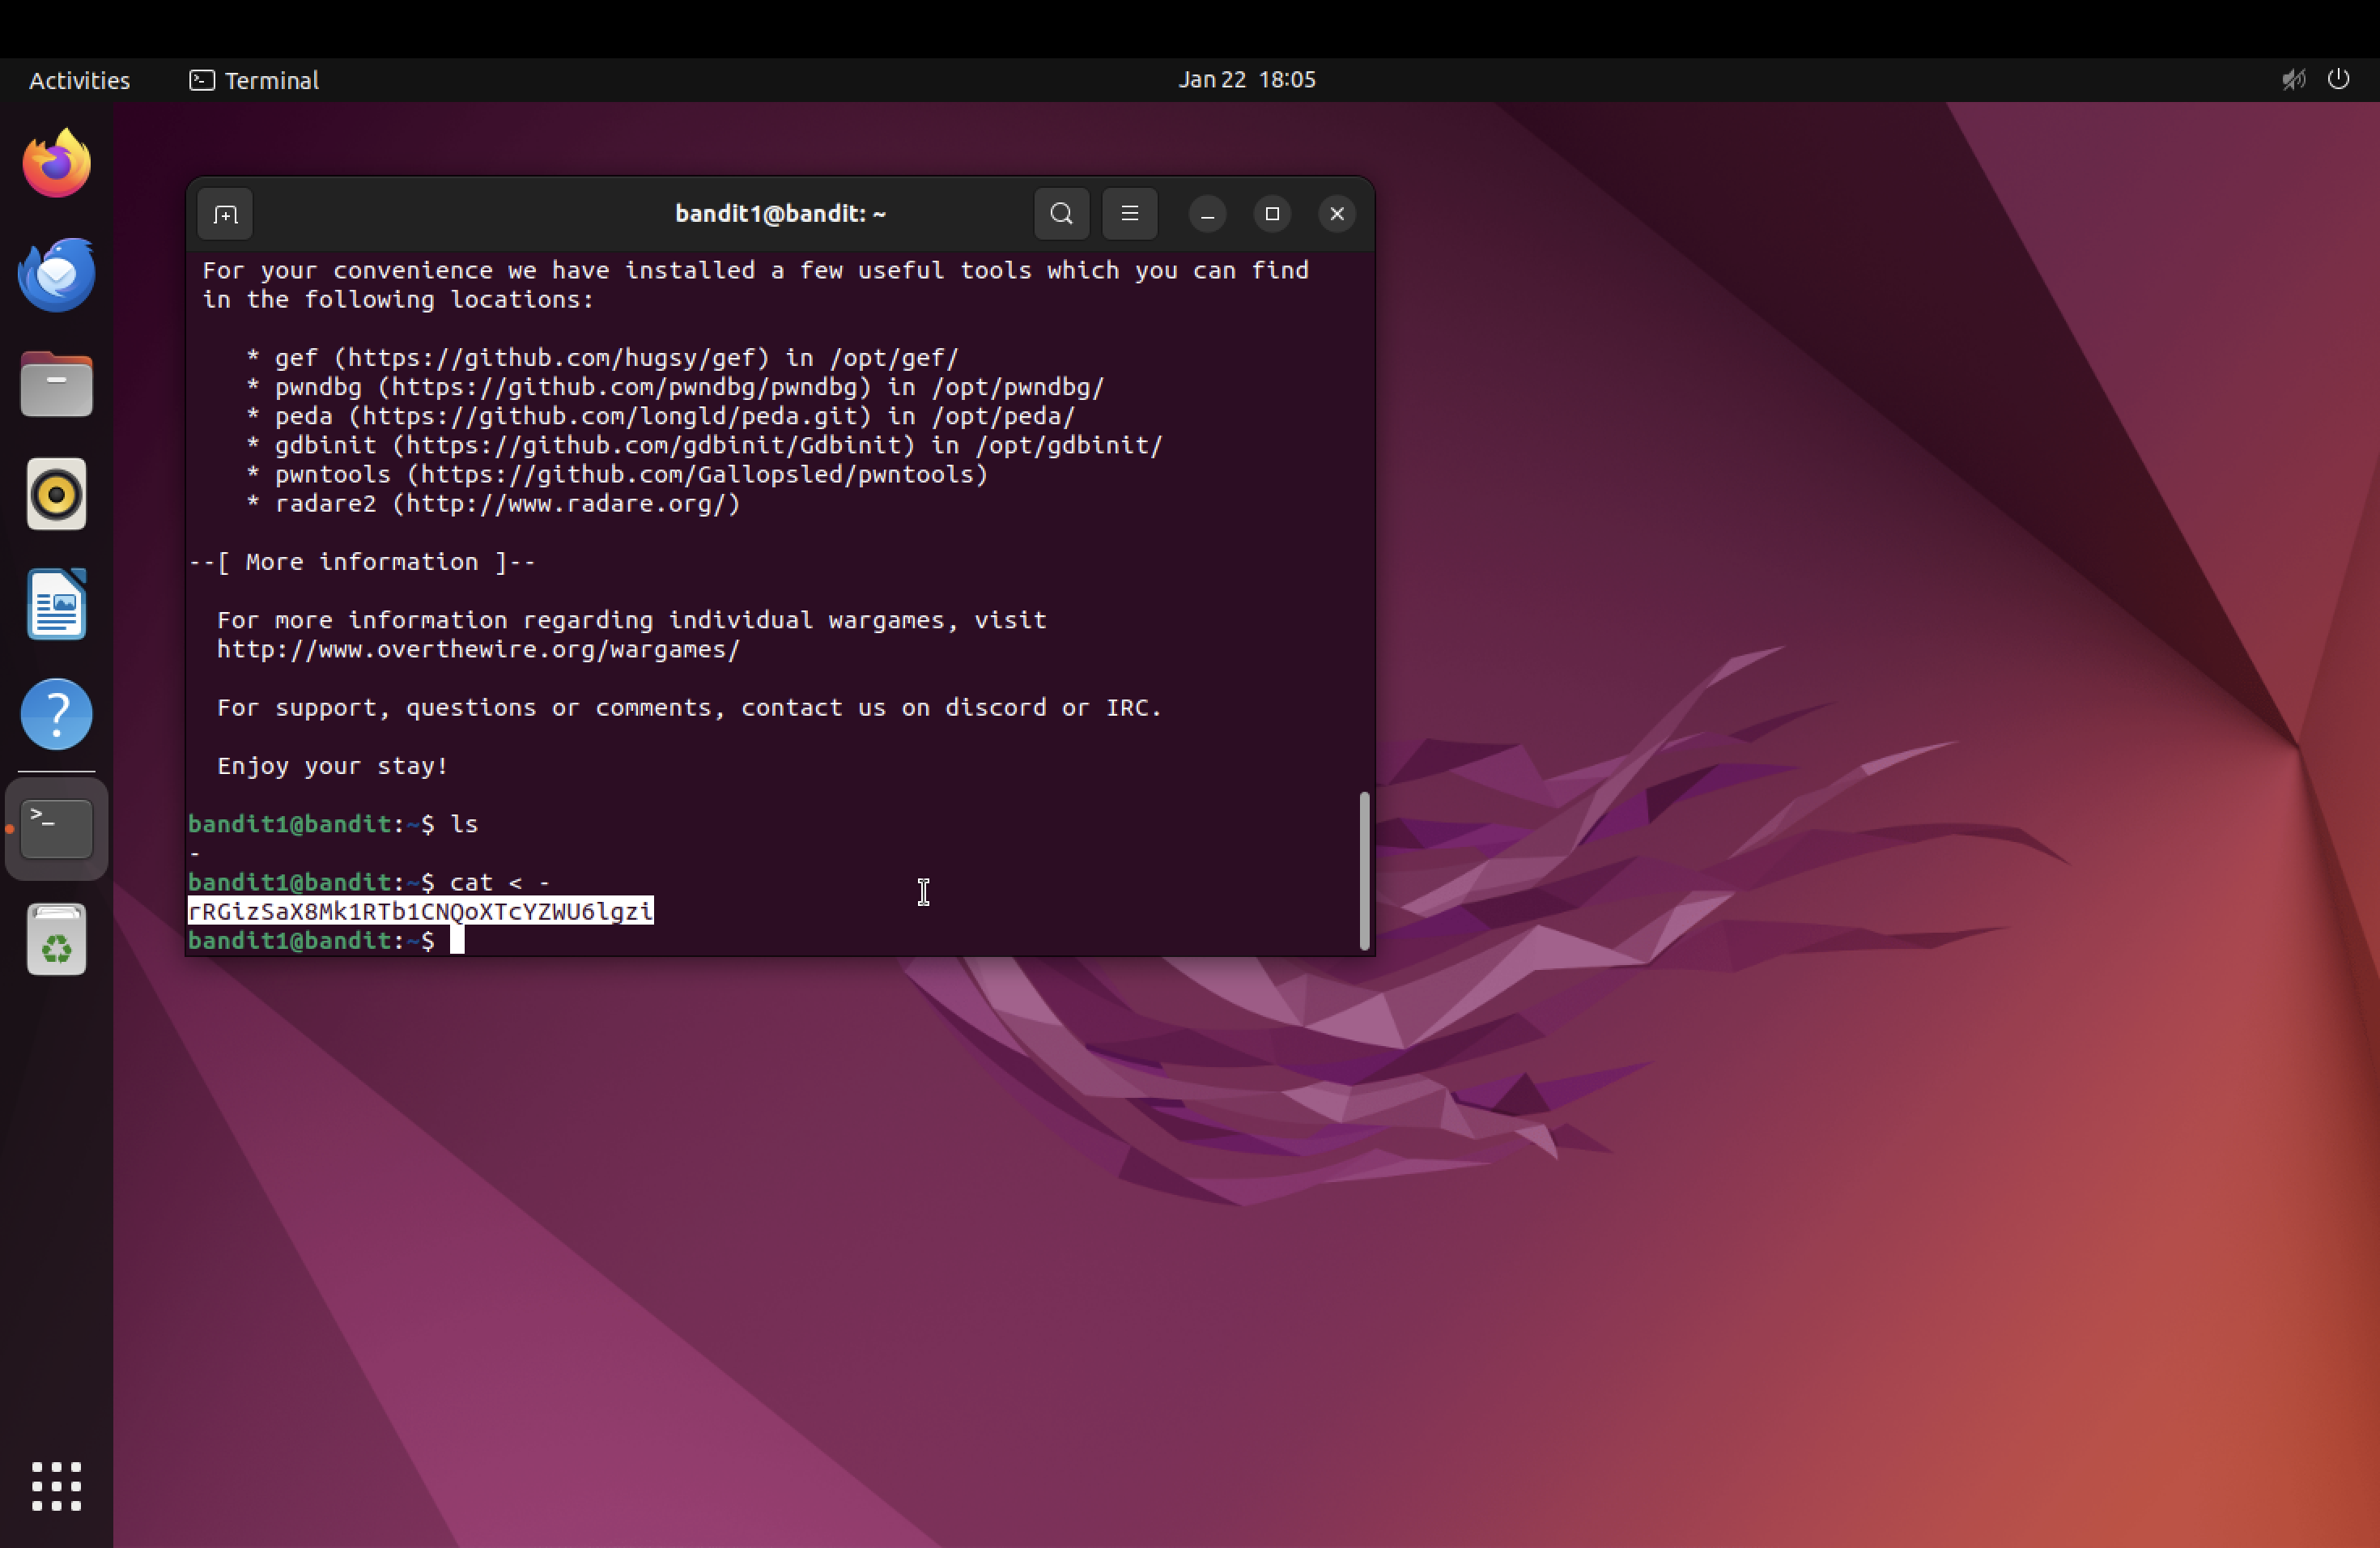 Activities
Terminal
Jan 22 18:05
bandit1@bandit: ~
For your convenience we have installed a few useful tools which you can find
in the following locations:
* gef (https://github.com/hugsy/gef) in /opt/gef/
* pwndbg (https://github.com/pwndbg/pwndbg) in /opt/pwndbg/
* peda (https://github.com/longld/peda.git) in /opt/peda/
* gdbinit (https://github.com/gdbinit/Gdbinit) in /opt/gdbinit/
* pwntools (https://github.com/Gallopsled/pwntools)
* radare2 (http://www.radare.org/)
--[ More information ]--
For more information regarding individual wargames, visit
http://www.overthewire.org/wargames/
For support, questions or comments, contact us on discord or IRC.
Enjoy your stay!
bandit1@bandit:~$ ls
-
bandit1@bandit:~$ cat < -
rRGizSaX8Mk1RTb1CNQoXTcYZWU6lgzi
bandit1@bandit:~$